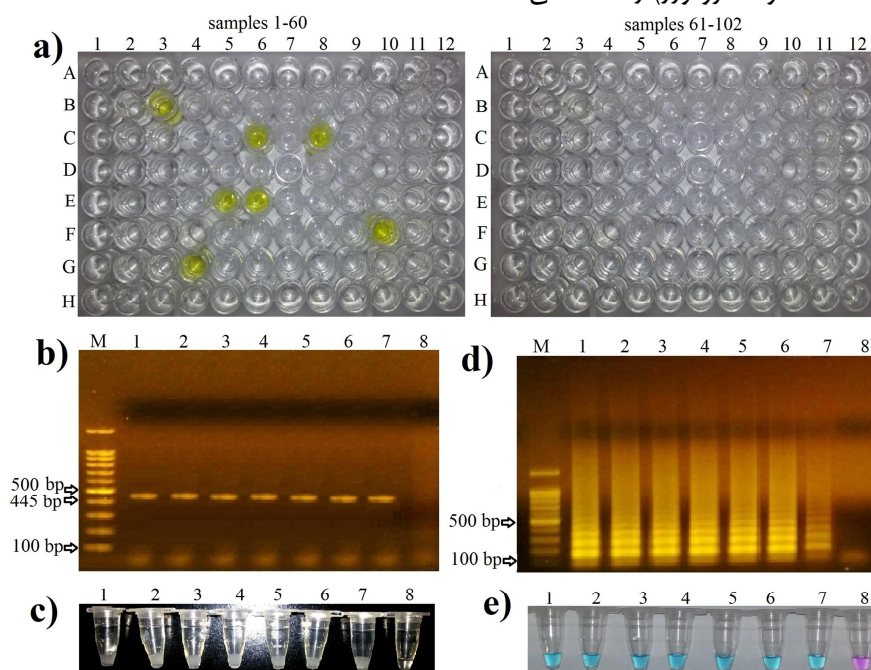 samples 1-60
samples 61-102
a)
1 2 3 4 5 6 7 8 9 10 11 12
1 2 3 4 5 6 7 8 9 10 11 12
A
B
C
D
E
F
G
H
A
B
C
D
E
F
G
H
b)
M 1 2 3 4 5 6 7 8
500 bp
445 bp
100 bp
d)
M 1 2 3 4 5 6 7 8
500 bp
100 bp
c)
1 2 3 4 5 6 7 8
e)
1 2 3 4 5 6 7 8